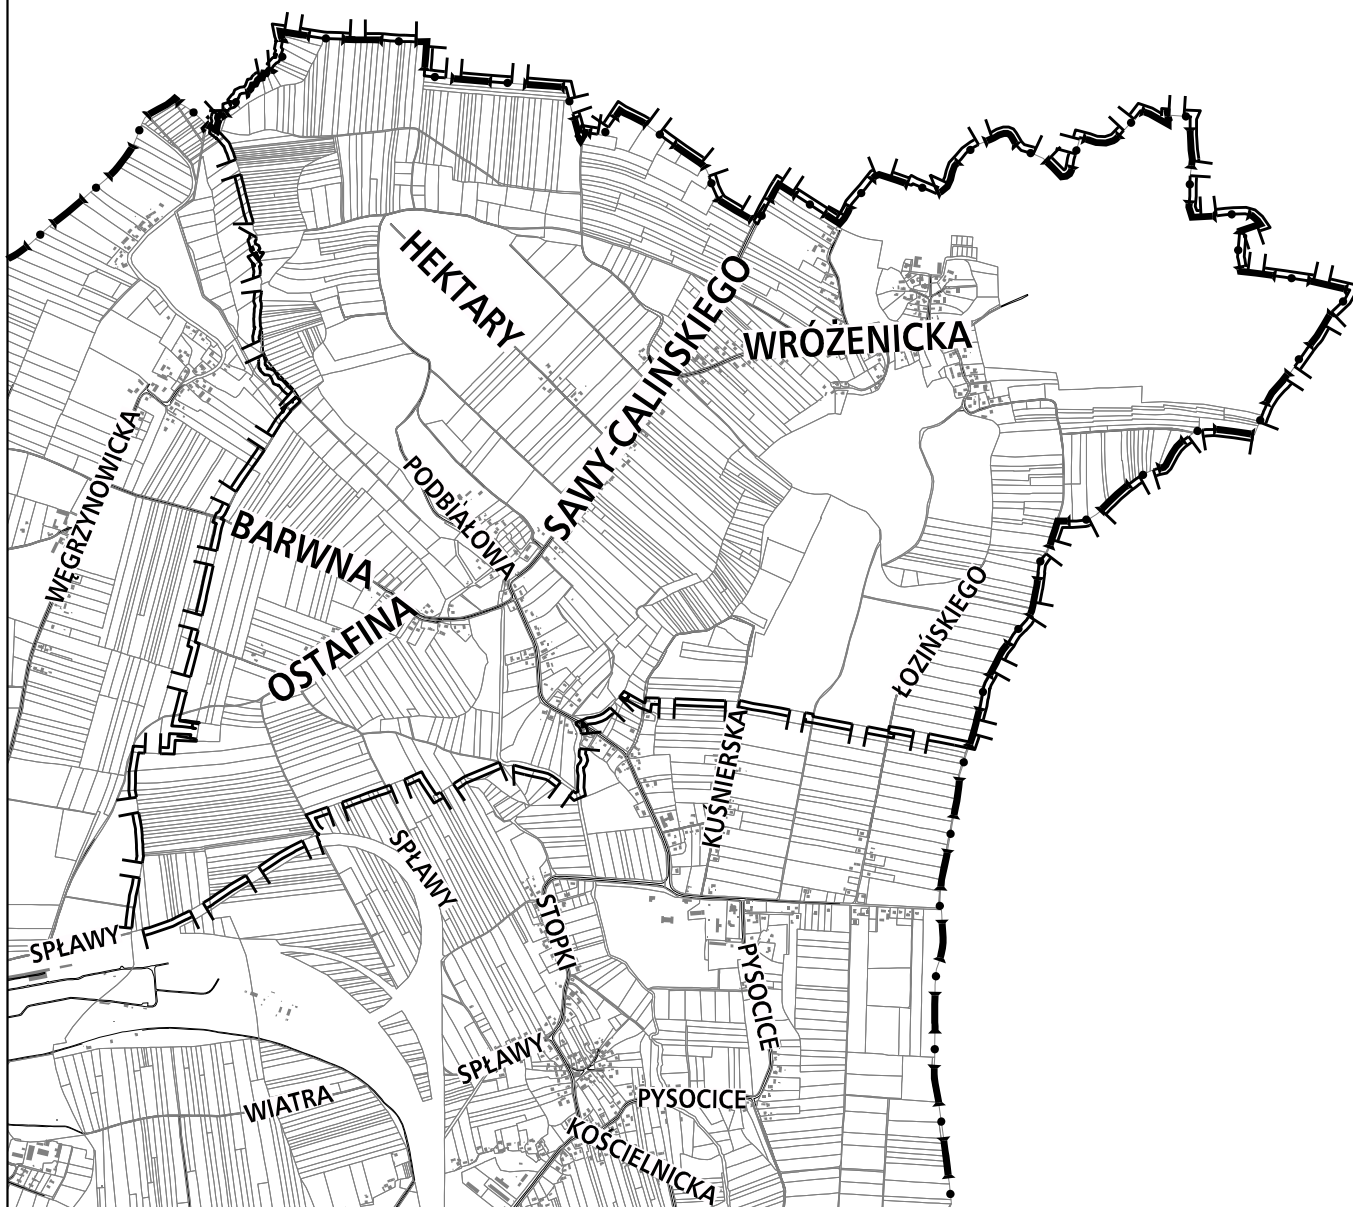 HEKTARY
SAWY-CALIŃSKIEGO
WRÓŻENICKA
WĘGRZYNOWICKA
PODBIAŁOWA
BARWNA
OSTAFINA
ŁOZIŃSKIEGO
KUŚNIERSKA
SPŁAWY
STOPKI
SPŁAWY
PYSOCICE
SPŁAWY
WIATRA
PYSOCICE
KOŚCIELNICKA